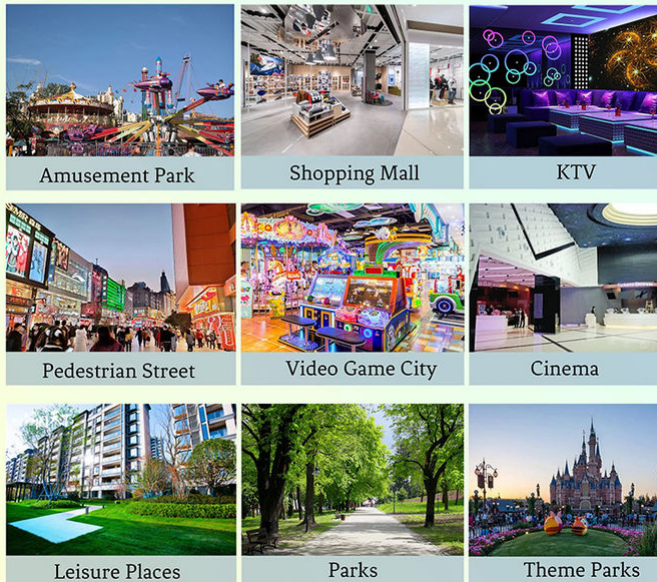 Amusement Park
Shopping Mall
KTV
Pedestrian Street
Video Game City
Cinema
Leisure Places
Parks
Theme Parks